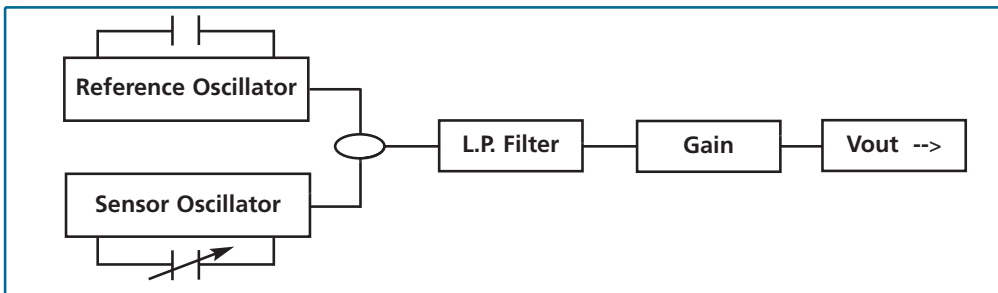 Reference Oscillator
L.P. Filter
Gain
Vout -->
Sensor Oscillator